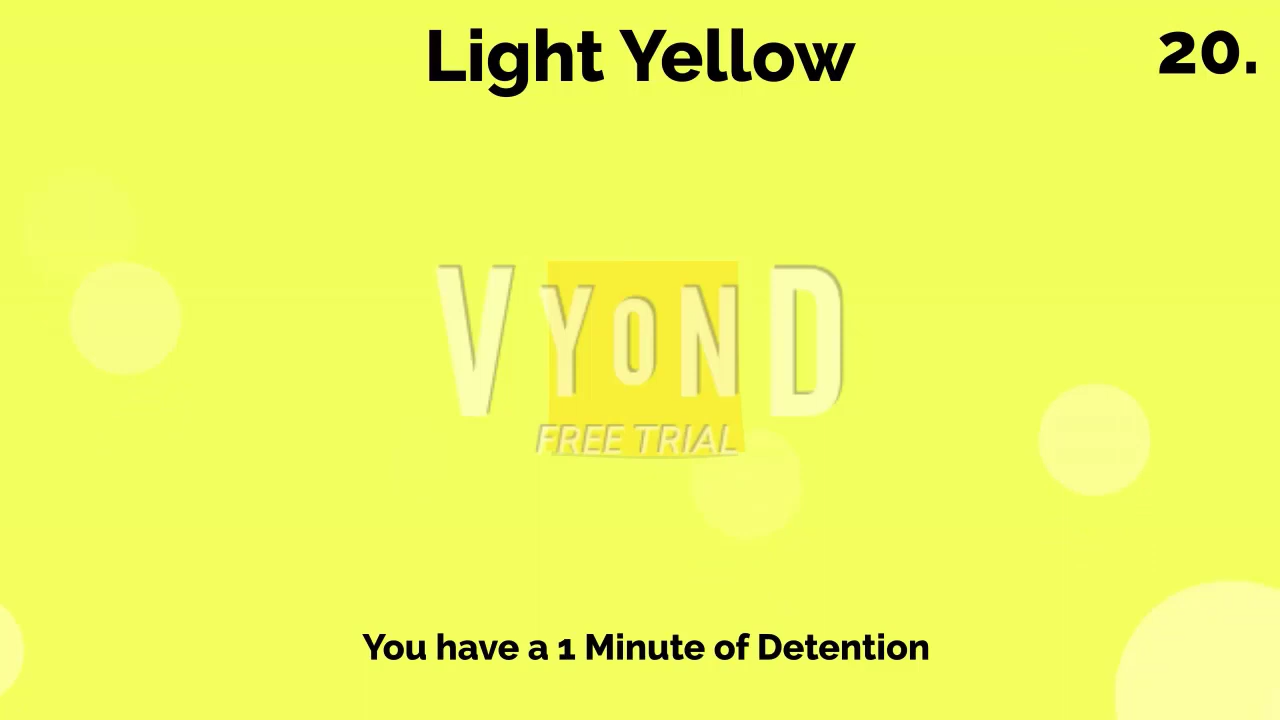 Light Yellow
20.
VYOND
FREE TRIAL
You have a 1 Minute of Detention